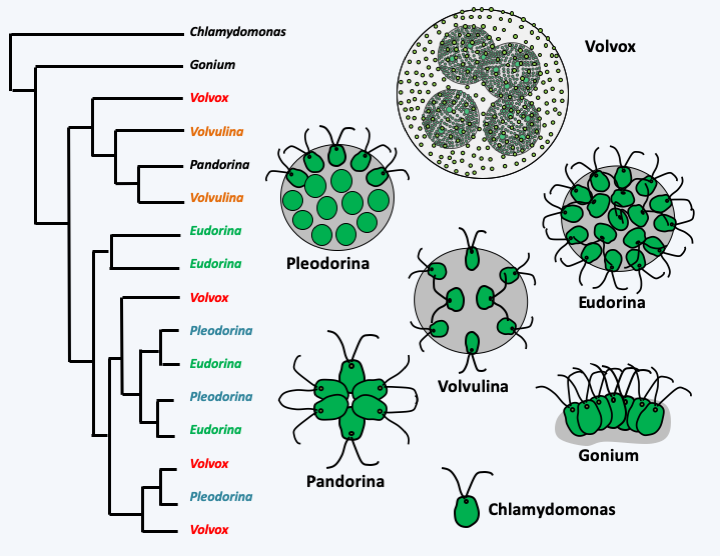 Chlamydomonas
Gonium
Volvox
Volvulina
Pandorina
Volvulina
Eudorina
Eudorina
Volvox
Pleodorina
Eudorina
Pleodorina
Eudorina
Volvox
Pleodorina
Volvox
Volvox
Pleodorina
Eudorina
Volvulina
Pandorina
Gonium
Chlamydomonas